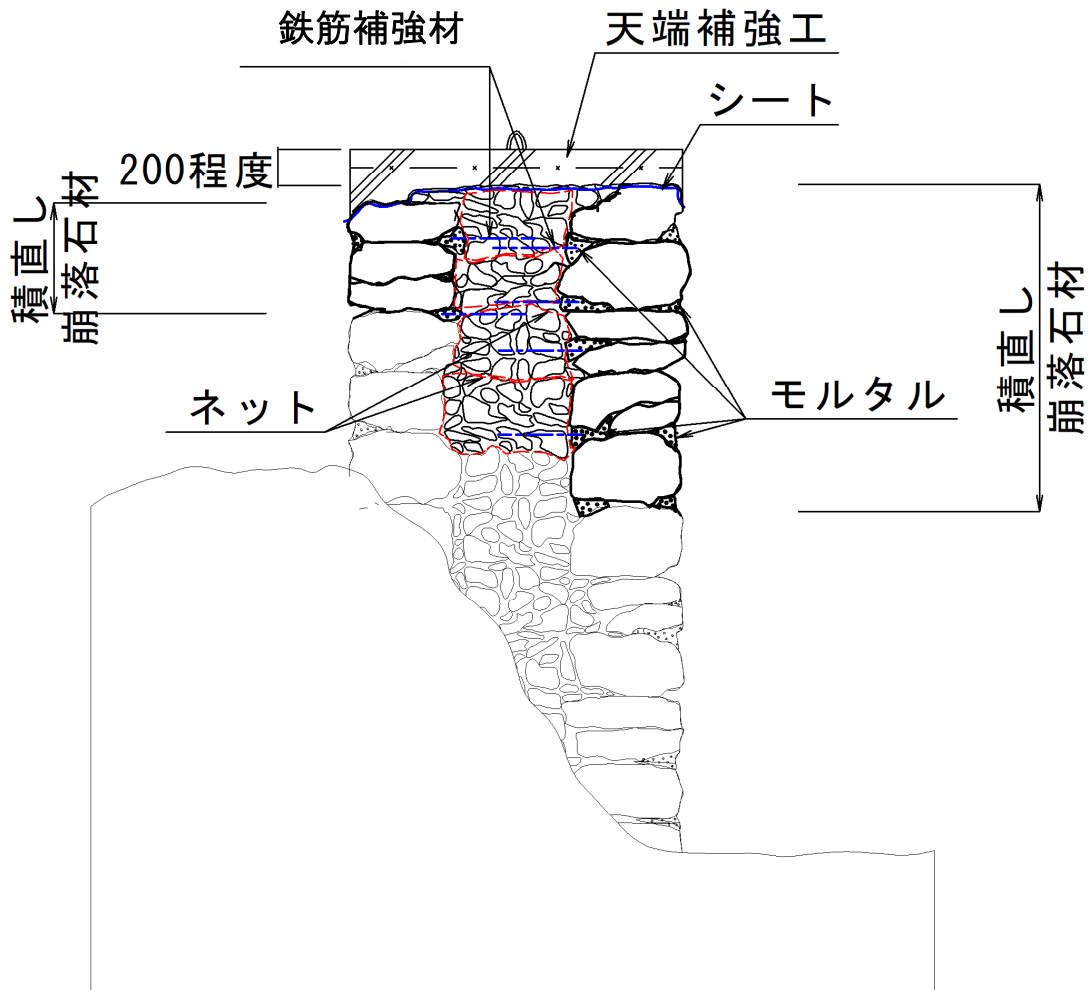 鉄筋補強材
天端補強工
シート
200程度
積直し
崩落石材
ネット
モルタル
積直し
崩落石材